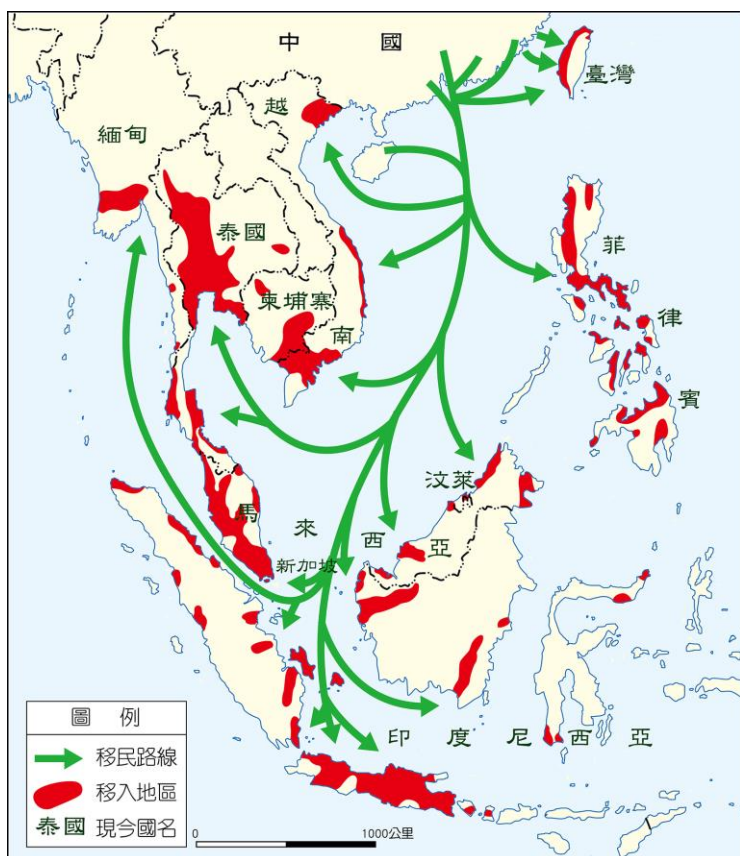 中國
臺灣
越南
緬甸
泰國
柬埔寨
菲律賓
汶萊
馬來西亞
新加坡
印度尼西亞
圖例
移民路線
移入地區
泰國 現今國名
0 1000公里